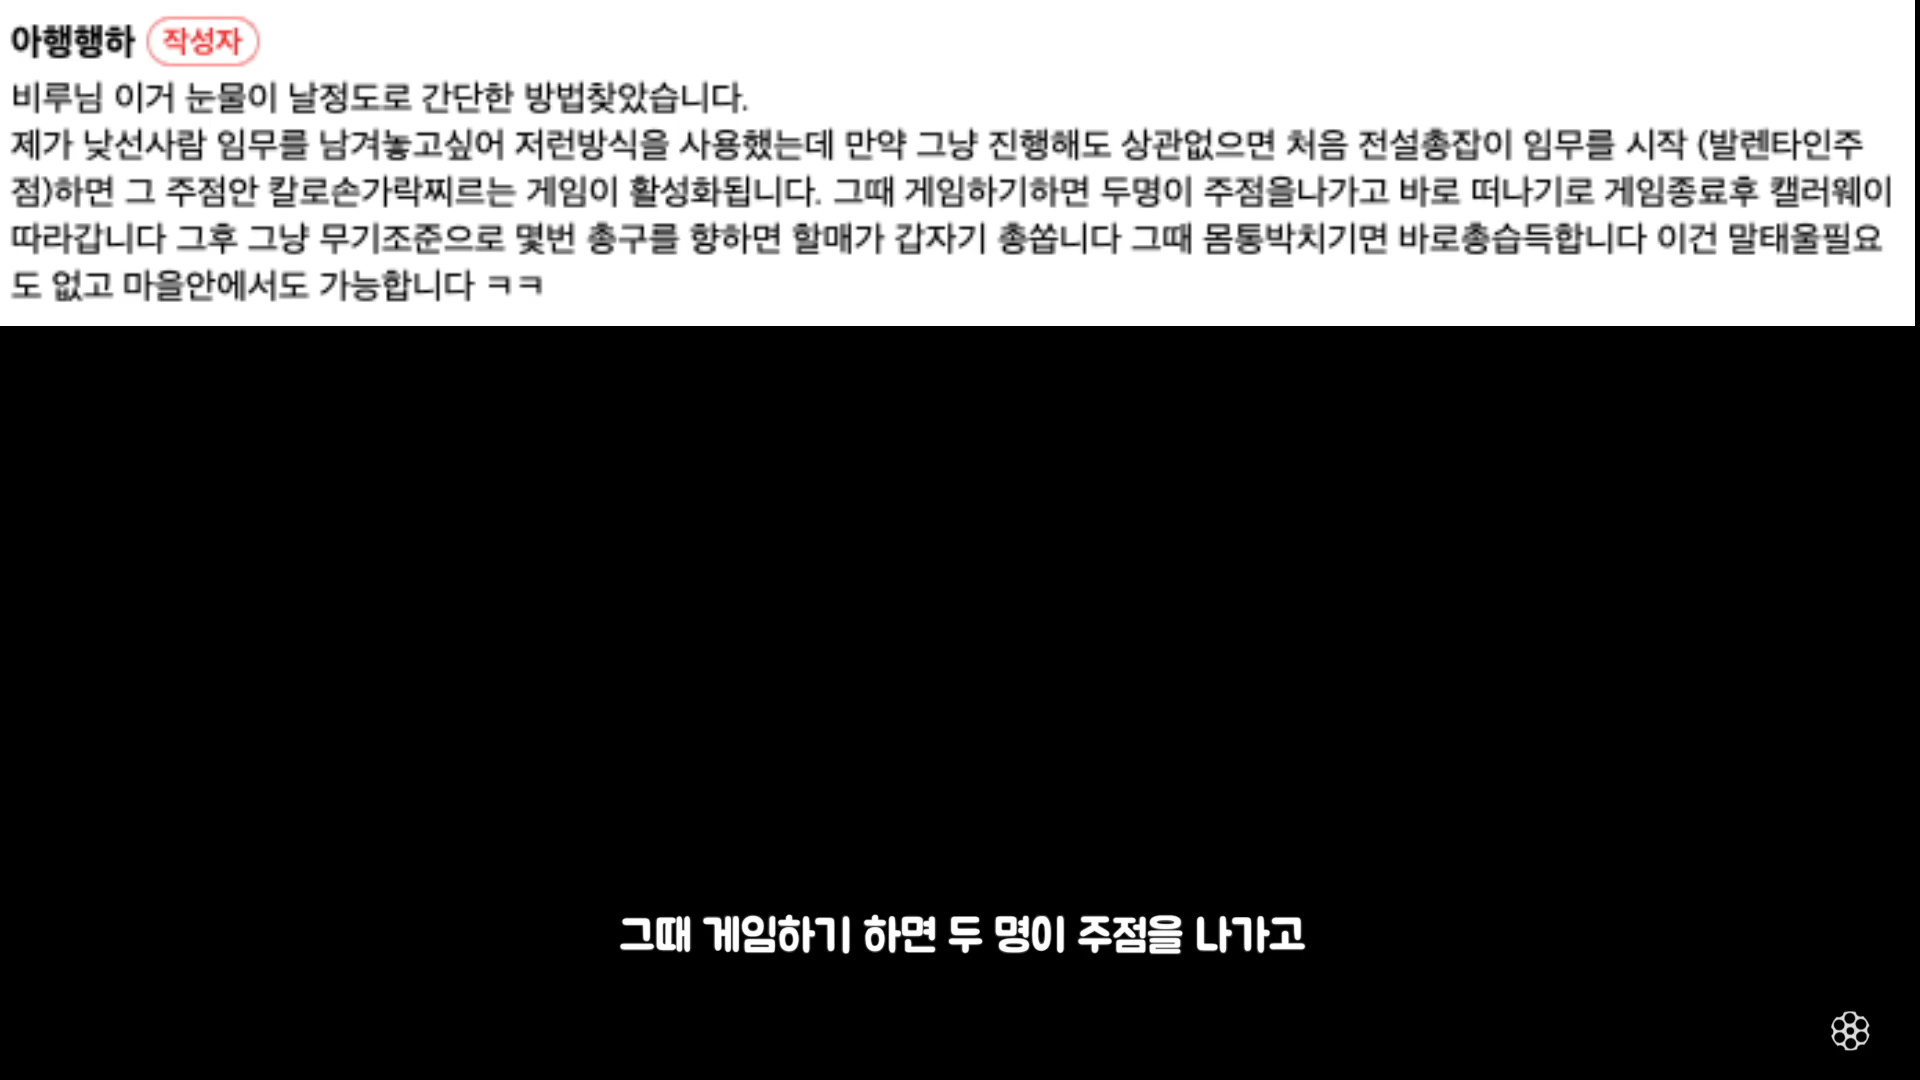 아행행하 작성자
비루님 이거 눈물이 날정도로 간단한 방법찾았습니다.
제가 낯선사람 임무를 남겨놓고싶어 저런방식을 사용했는데 만약 그냥 진행해도 상관없으면 처음 전설총잡이 임무를 시작 (발렌타인주
점)하면 그 주점안 칼로손가락찌르는 게임이 활성화됩니다. 그때 게임하기하면 두명이 주점을나가고 바로 떠나기로 게임종료후 캘러웨이
따라갑니다 그후 그냥 무기조준으로 몇번 총구를 향하면 할매가 갑자기 총쏩니다 그때 몸통박치기면 바로총습득합니다 이건 말태울필요
도 없고 마을안에서도 가능합니다 ㅋㅋ
그때 게임하기 하면 두 명이 주점을 나가고